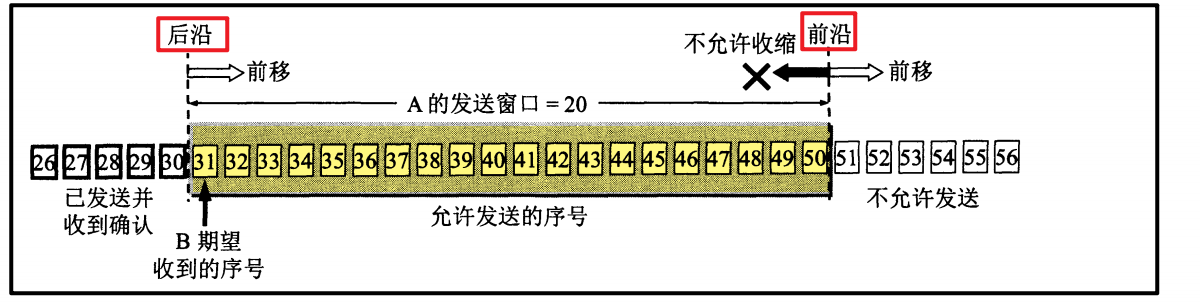 后沿
前沿
不允许收缩
前移
前移
A 的发送窗口 = 20
26 27 28 29 30 31 32 33 34 35 36 37 38 39 40 41 42 43 44 45 46 47 48 49 50 51 52 53 54 55 56
已发送并
收到确认
允许发送的序号
不允许发送
B 期望
收到的序号